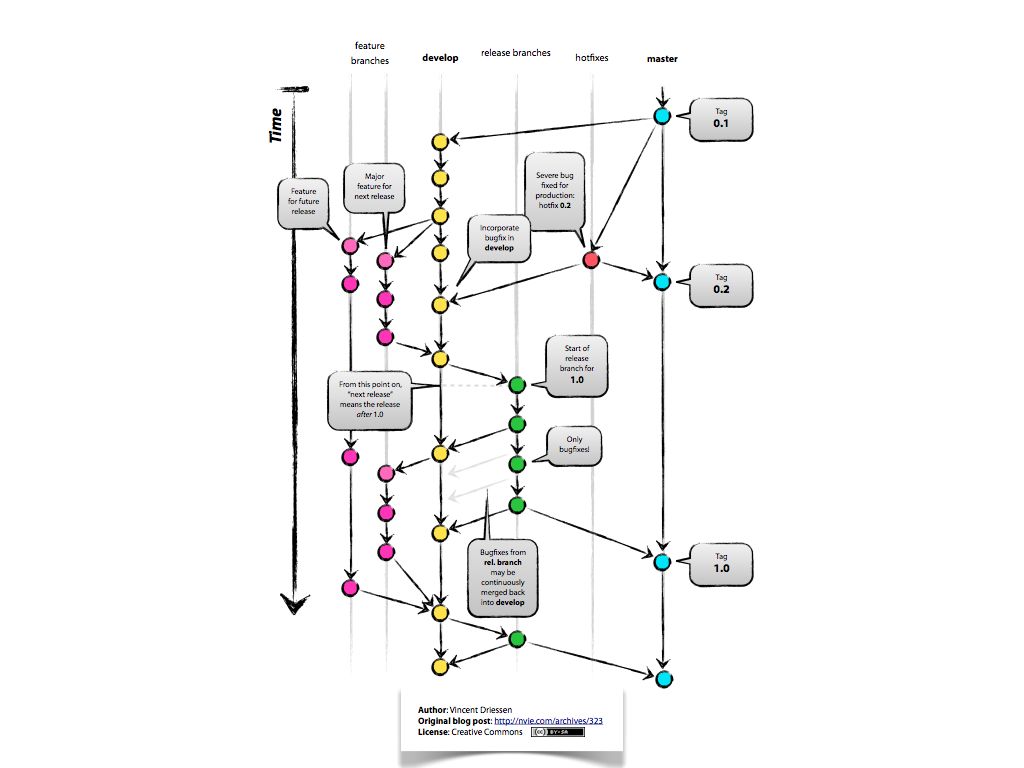 feature
branches
develop
release branches
hotfixes
master
Time
Tag
0.1
Major
feature for
next release
Feature
for future
release
Severe bug
fixed for
production:
hotfix 0.2
Incorporate
bugfix in
develop
Tag
0.2
Start of
release
branch for
1.0
From this point on,
"next release"
means the release
after 1.0
Only
bugfixes!
Bugfixes from
rel. branch
may be
continuously
merged back
into develop
Tag
1.0
Author: Vincent Driessen
Original blog post: http://nvie.com/archives/323
License: Creative Commons (cc) BY-SA